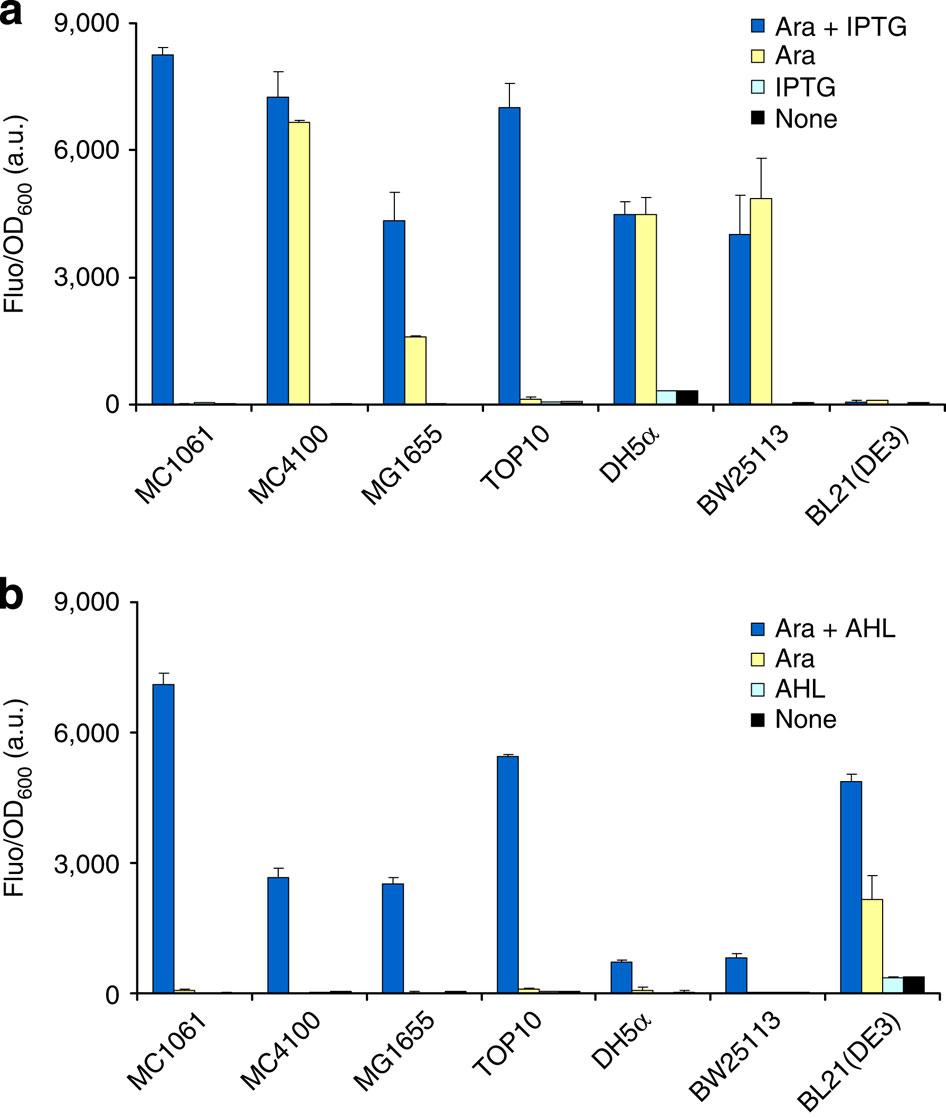 a
Fluo/OD600 (a.u.)
9,000
6,000
3,000
0
Ara + IPTG
Ara
IPTG
None
MC1061
MC4100
MG1655
TOP10
DH5α
BW25113
BL21(DE3)
b
Fluo/OD600 (a.u.)
9,000
6,000
3,000
0
Ara + AHL
Ara
AHL
None
MC1061
MC4100
MG1655
TOP10
DH5α
BW25113
BL21(DE3)